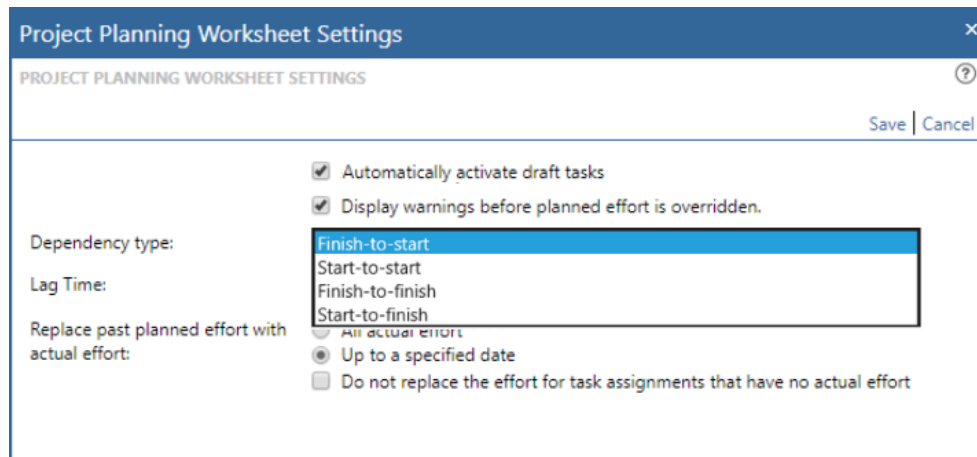 Project Planning Worksheet Settings
PROJECT PLANNING WORKSHEET SETTINGS
Save | Cancel
Automatically activate draft tasks
Display warnings before planned effort is overridden.
Dependency type:
Finish-to-start
Start-to-start
Lag Time:
Finish-to-finish
Start-to-finish
Replace past planned effort with
actual effort:
All actual effort
Up to a specified date
Do not replace the effort for task assignments that have no actual effort